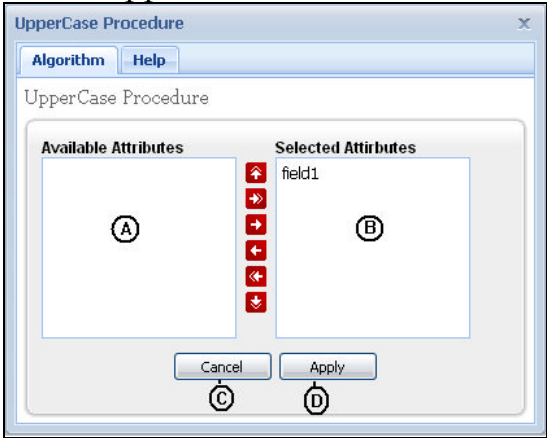 UpperCase Procedure x
Algorithm Help
UpperCase Procedure
Available Attributes Selected Attirbutes
field1
A B
Cancel Apply
C D